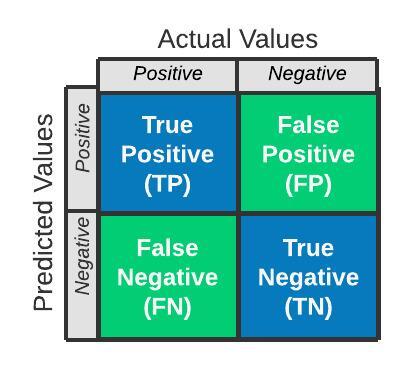 Actual Values
Positive
Negative
Predicted Values
Positive
True
Positive
(TP)
False
Positive
(FP)
Negative
False
Negative
(FN)
True
Negative
(TN)